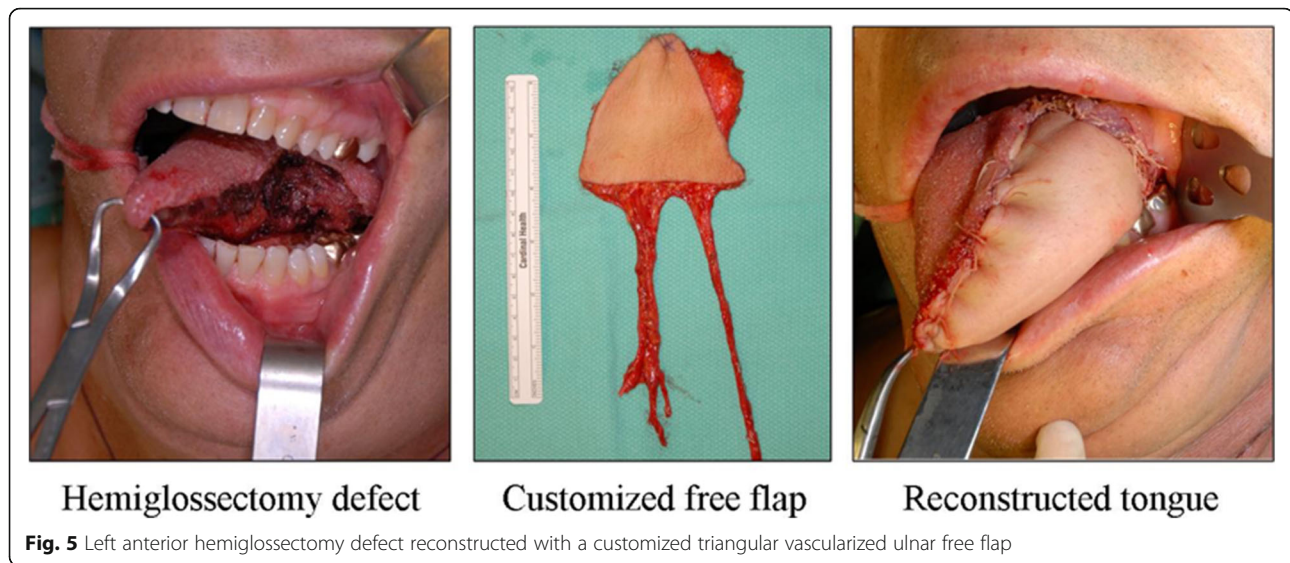 Cardinal Health
Hemiglossectomy defect
Customized free flap
Reconstructed tongue
Fig. 5 Left anterior hemiglossectomy defect reconstructed with a customized triangular vascularized ulnar free flap